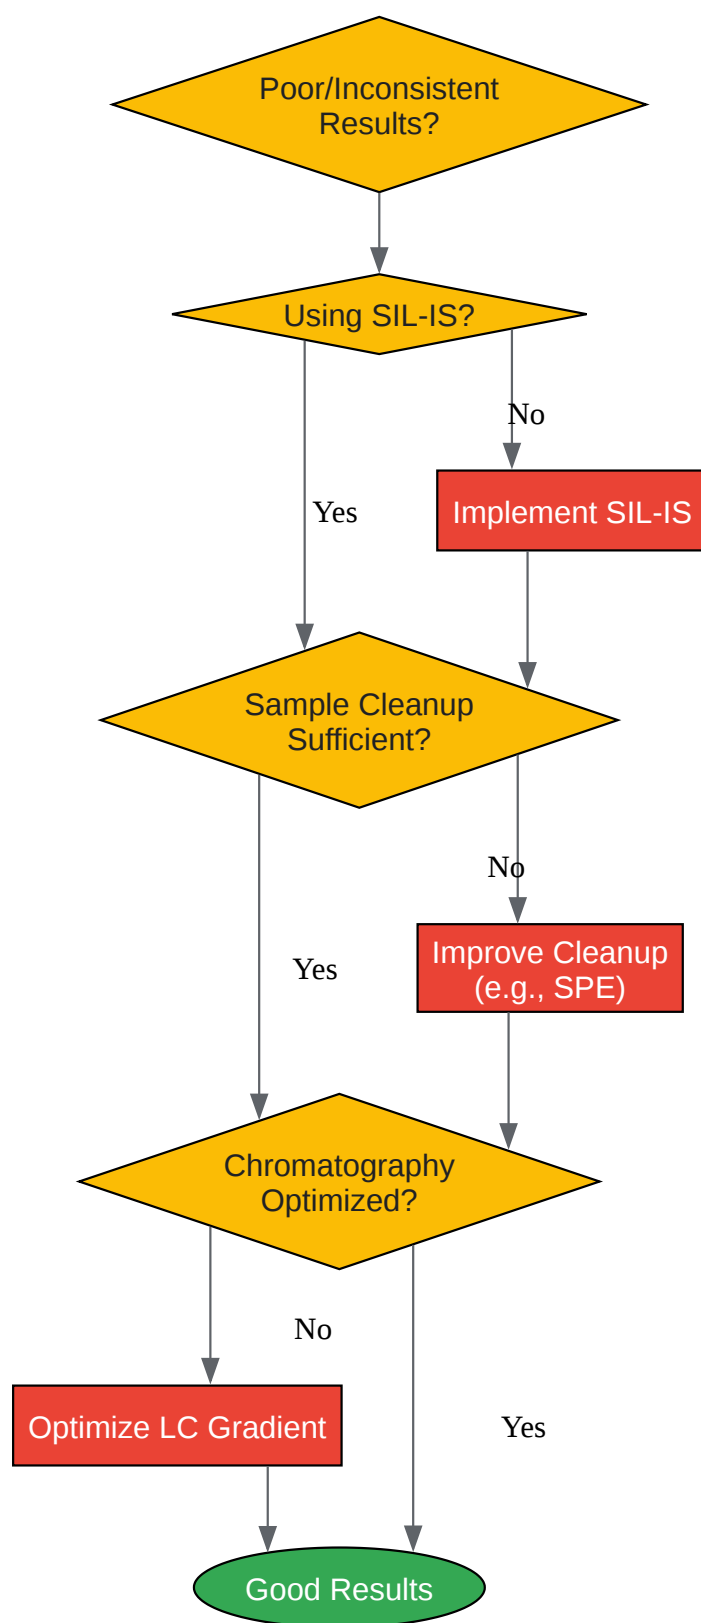 Poor/Inconsistent
Results?
Using SIL-IS?
No
Yes
Implement SIL-IS
Sample Cleanup
Sufficient?
No
Improve Cleanup
(e.g., SPE)
Yes
Chromatography
Optimized?
No
Optimize LC Gradient
Yes
Good Results